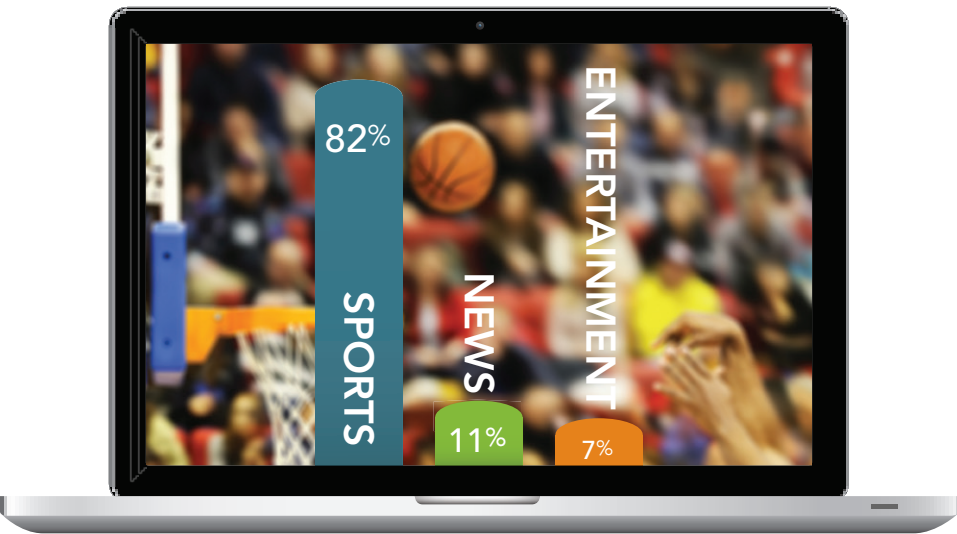 82%
SPORTS
NEWS
11%
ENTERTAINMENT
7%